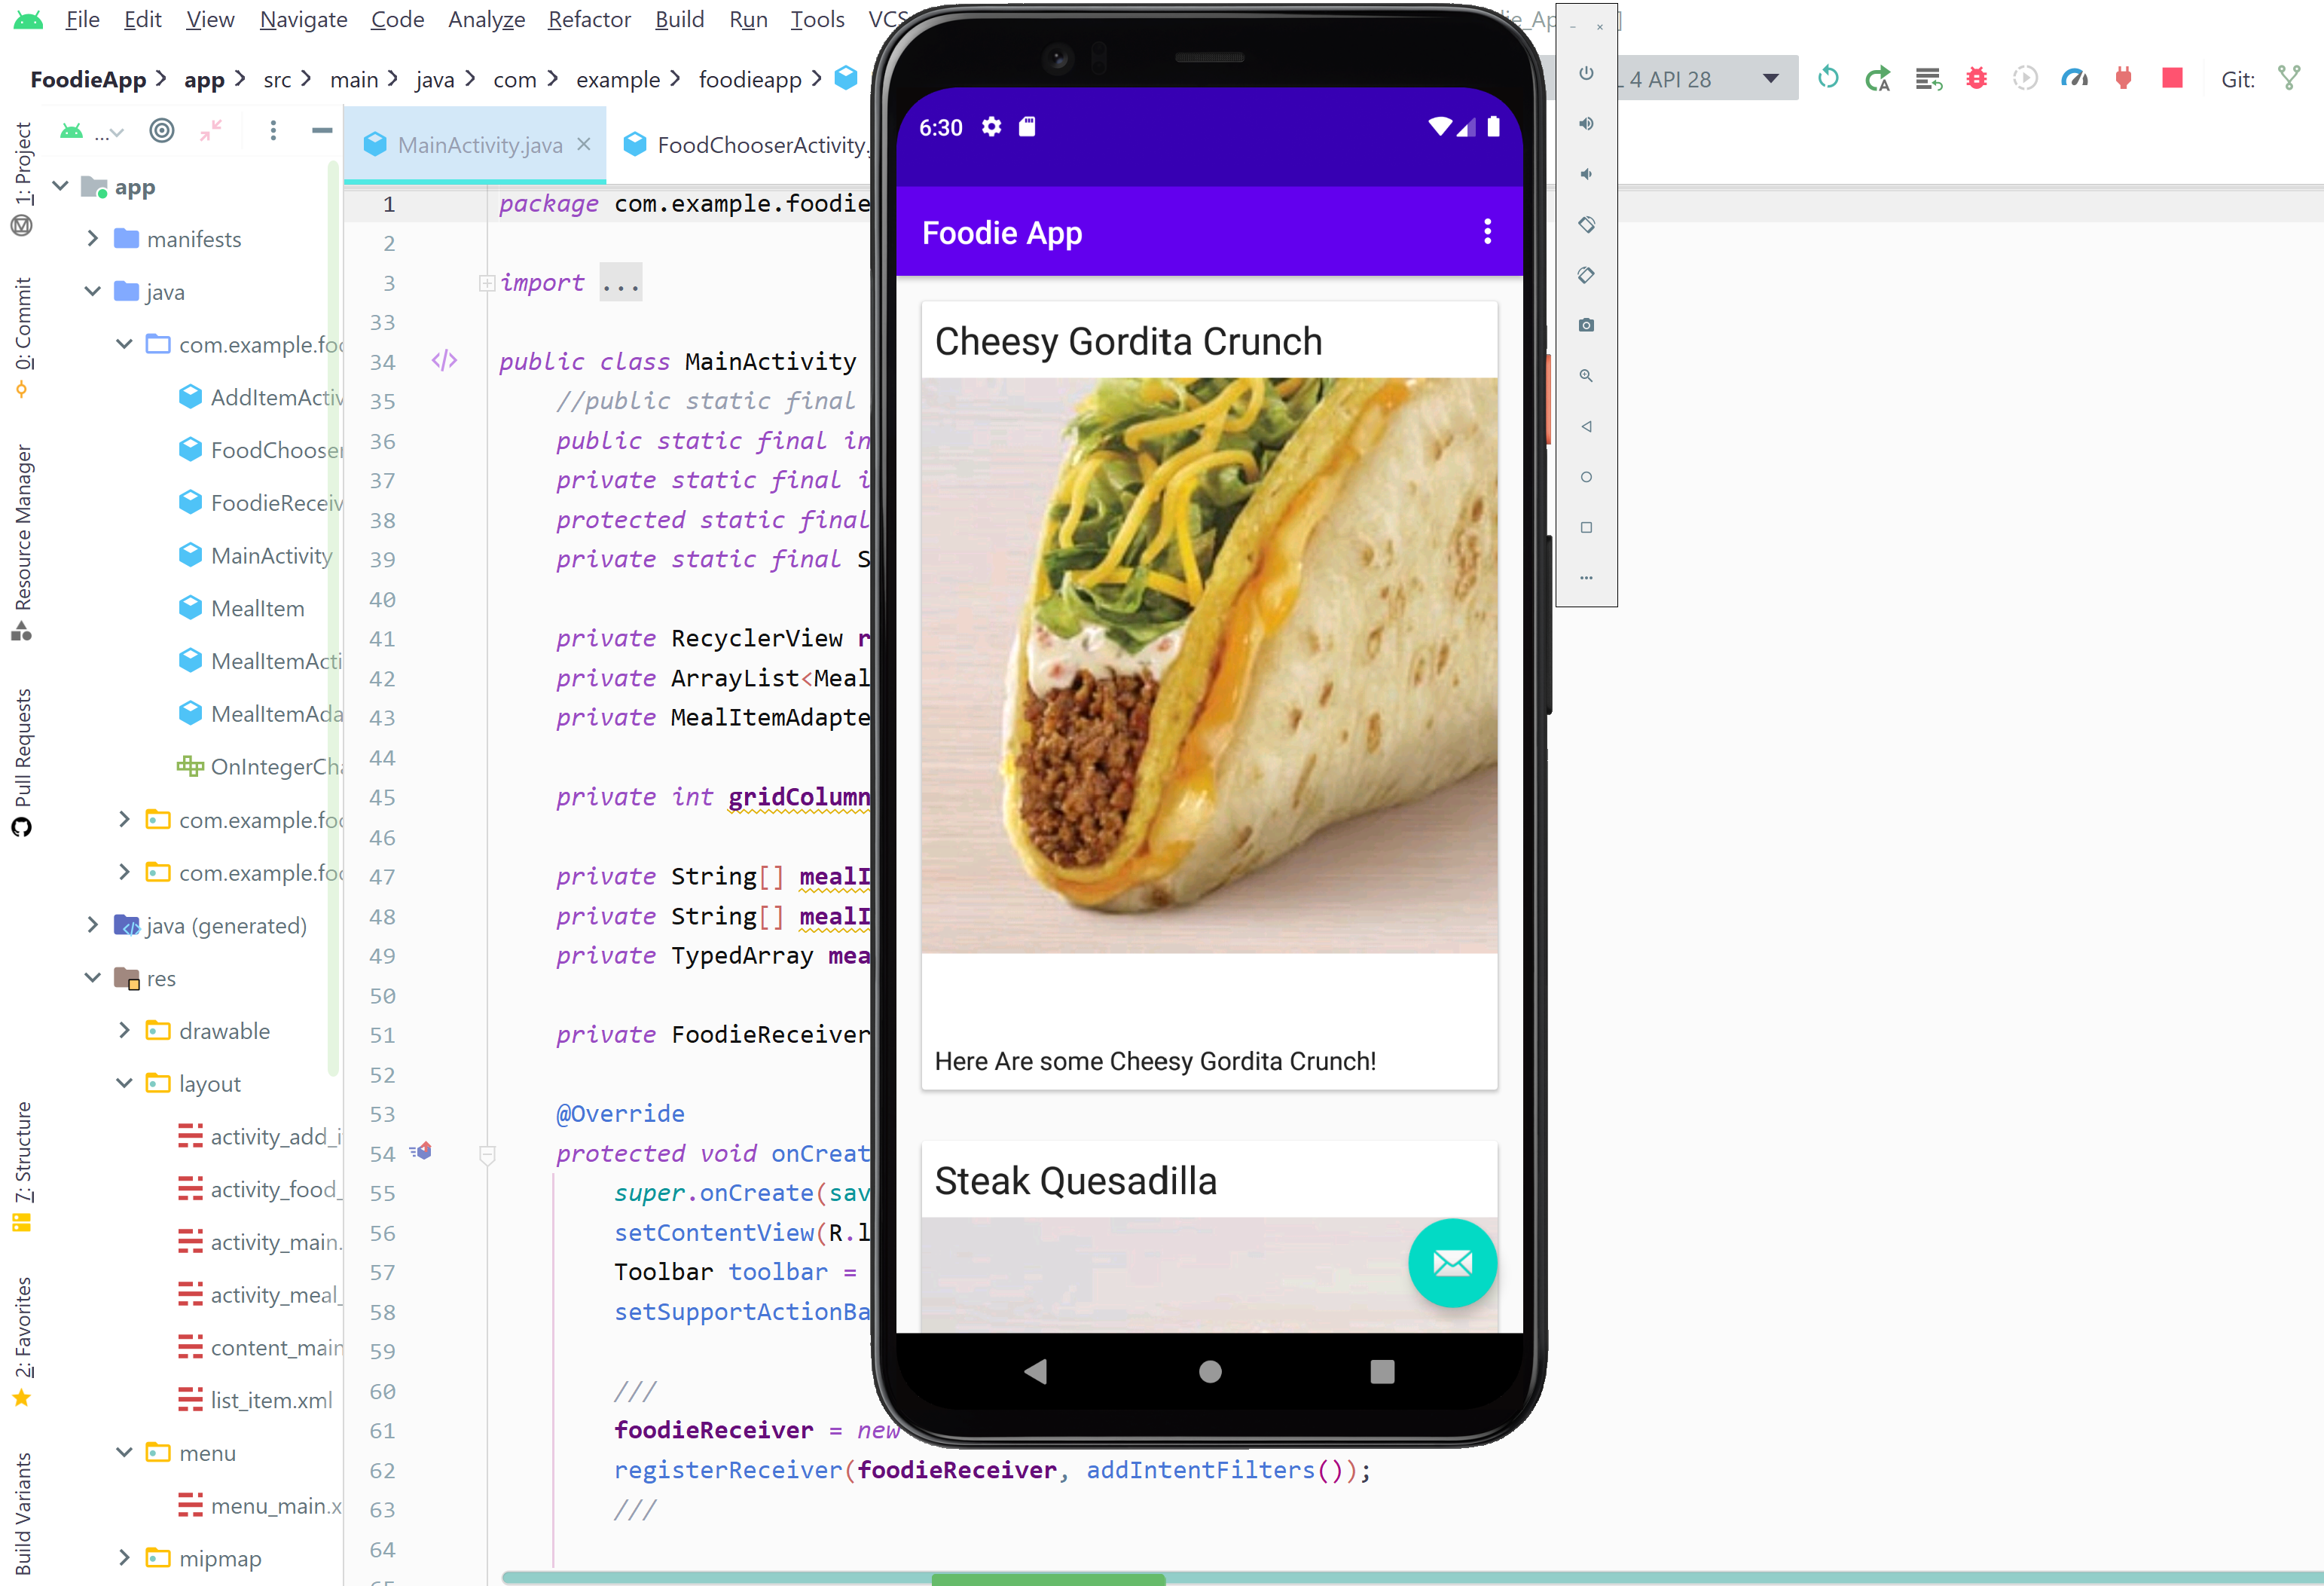 File Edit View Navigate Code Analyze Refactor Build Run Tools VCS
FoodieApp app src main java com example foodieapp
4 API 28
Git:
1: Project
0: Commit
Resource Manager
Pull Requests
7: Structure
2: Favorites
Build Variants
...
MainActivity.java
FoodChooserActivity.
app
manifests
java
com.example.foo
AddItemActiv
FoodChooser
FoodieReceiv
MainActivity
MealItem
MealItemActi
MealItemAda
OnIntegerCha
com.example.foo
com.example.foo
java (generated)
res
drawable
layout
activity_add_i
activity_food_
activity_main.
activity_meal_
content_main
list_item.xml
menu
menu_main.x
mipmap
1 package com.example.foodie
2
3 import ...
33
34 public class MainActivity
35 //public static final
36 public static final in
37 private static final i
38 protected static final
39 private static final S
40
41 private RecyclerView r
42 private ArrayList<Meal
43 private MealItemAdapte
44
45 private int gridColumn
46
47 private String[] mealI
48 private String[] mealI
49 private TypedArray mea
50
51 private FoodieReceiver
52
53 @Override
54 protected void onCreat
55 super.onCreate(sav
56 setContentView(R.l
57 Toolbar toolbar =
58 setSupportActionBa
59
60 ///
61 foodieReceiver = new
62 registerReceiver(foodieReceiver, addIntentFilters());
63 ///
64
6:30
Foodie App
Cheesy Gordita Crunch
Here Are some Cheesy Gordita Crunch!
Steak Quesadilla